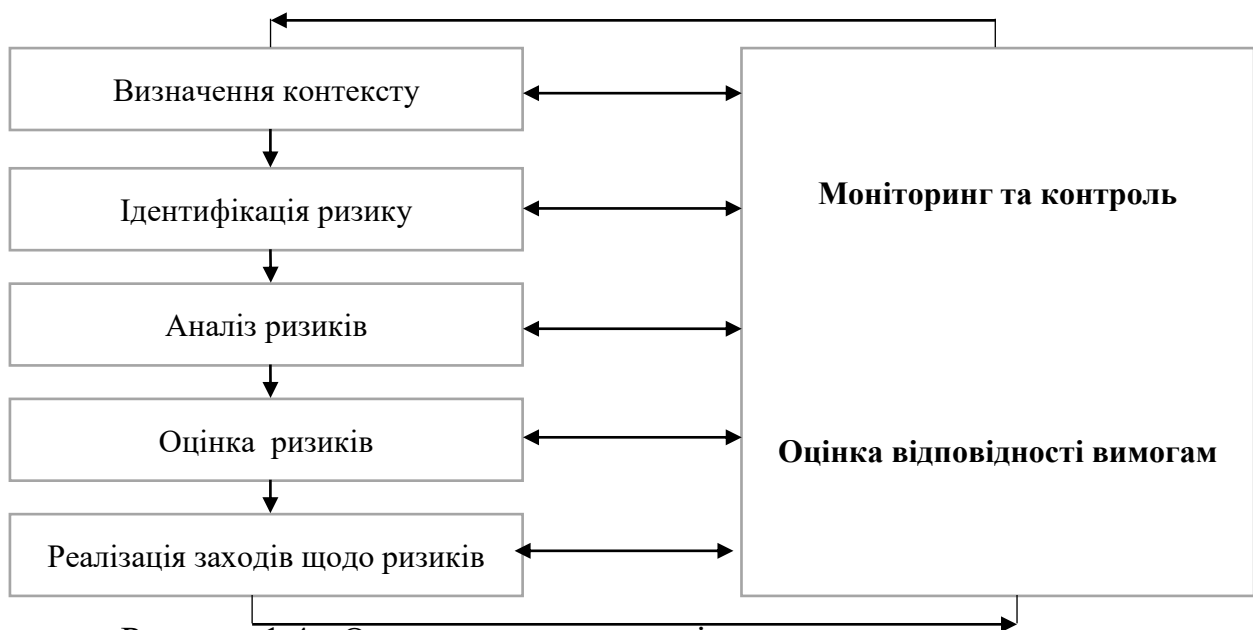 Визначення контексту
Ідентифікація ризику
Аналіз ризиків
Оцінка ризиків
Реалізація заходів щодо ризиків
Моніторинг та контроль
Оцінка відповідності вимогам